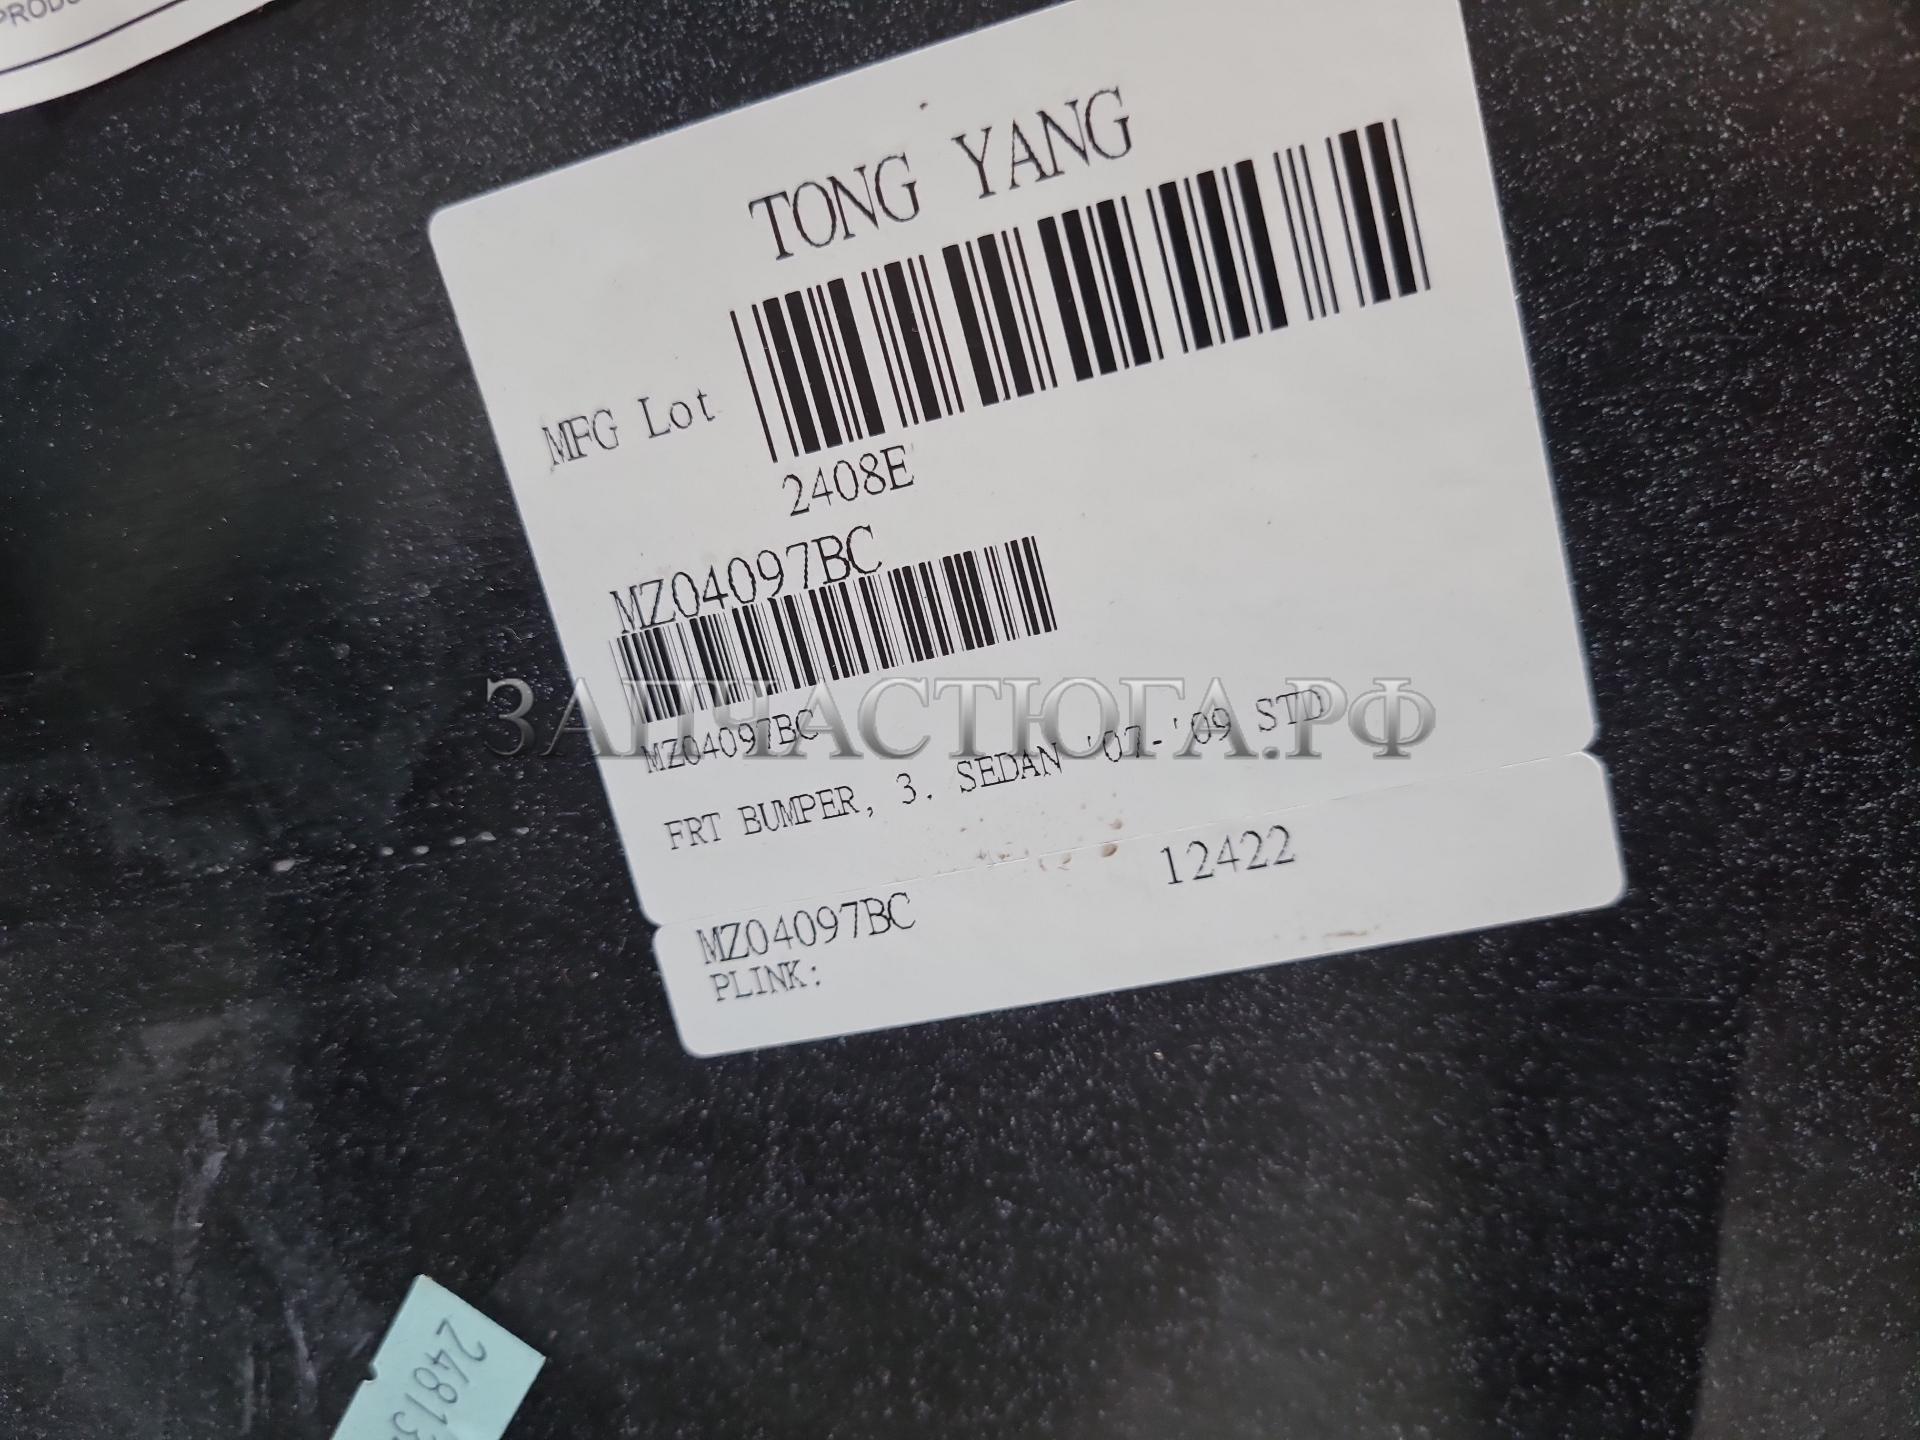 TONG YANG
MFG Lot
2408E
MZ04097BC
MZ04097BC
ЗАПЧАСТЮГА.РФ
FRT BUMPER, 3. SEDAN '07-'09 STD
MZ04097BC 12422
PLINK: